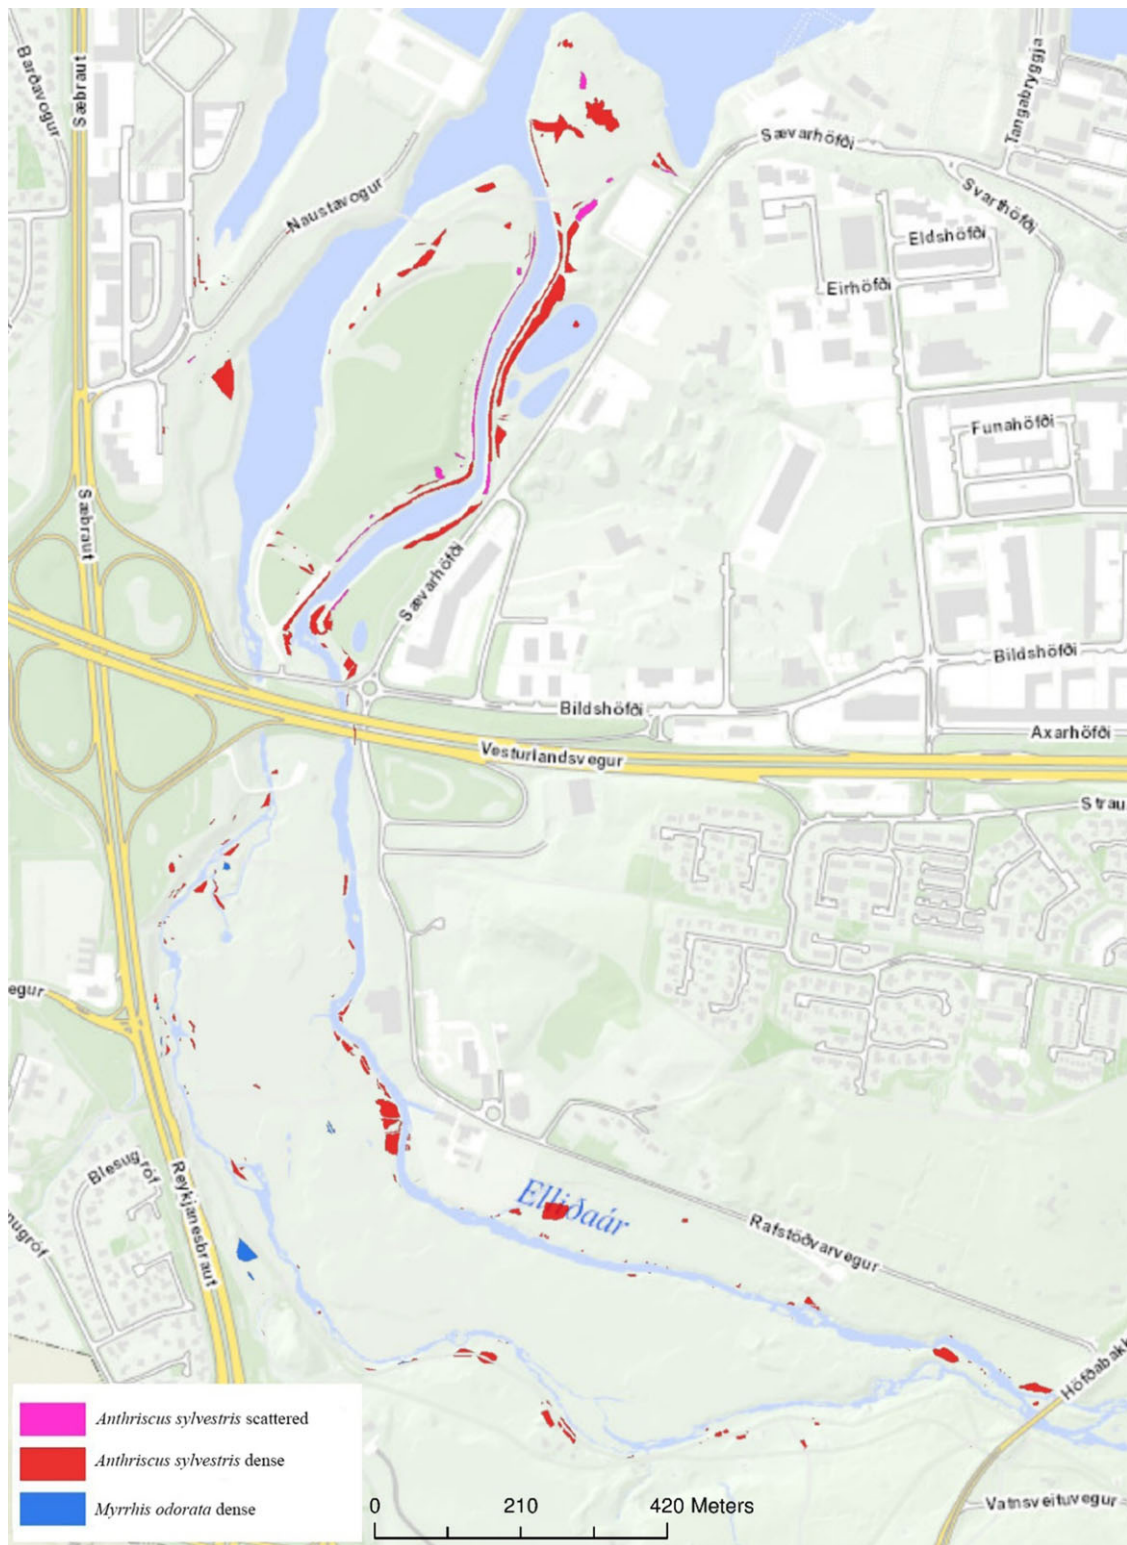 Barðavogur
Sæbraut
Tangabryggja
Sævarhöfði
Svarthöfði
Naustavogur
Eldshöfði
Eirhöfði
Funahöfði
Sæbraut
Sævarhöfði
Bildshöfði
Bildshöfði
Axarhöfði
Vesturlandsvegur
Strau
egur
Blesugróf
Reykjanesbraut
nugróf
Elliðaár
Rafstöðvarvegur
Höfðabakk
Anthriscus sylvestris scattered
Anthriscus sylvestris dense
Myrrhis odorata dense
0 210 420 Meters
Vatnsveituvegur